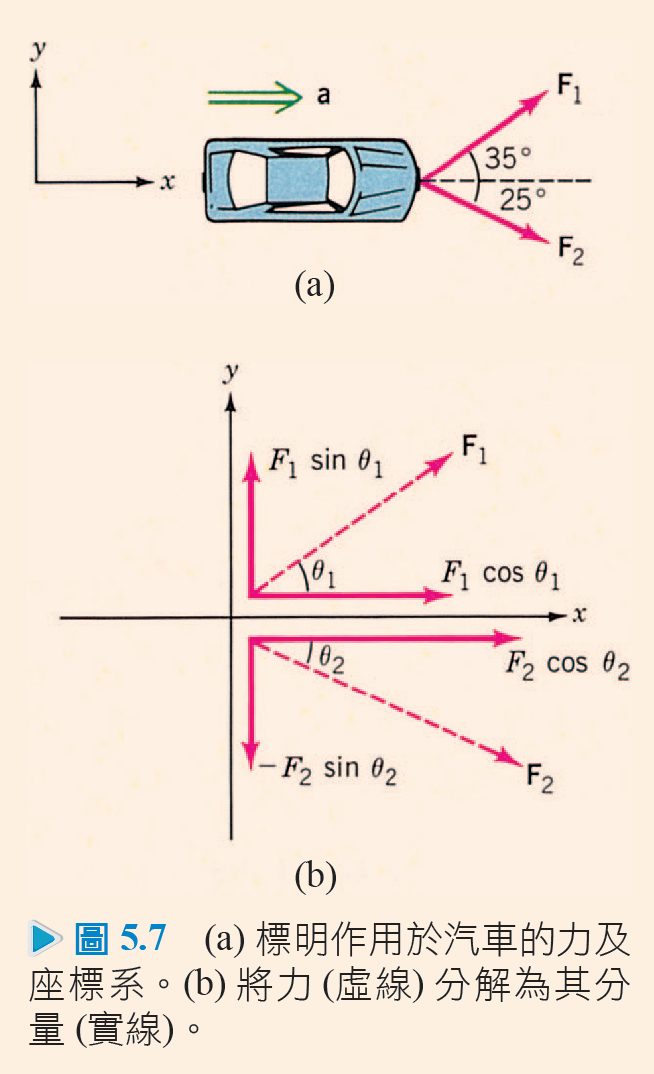 y
a
F₁
35°
x
25°
F₂
(a)
y
F₁ sin θ₁
F₁
θ₁
F₁ cos θ₁
x
θ₂
F₂ cos θ₂
−F₂ sin θ₂
F₂
(b)
圖 5.7 (a) 標明作用於汽車的力及
座標系。(b) 將力 (虛線) 分解為其分
量 (實線)。